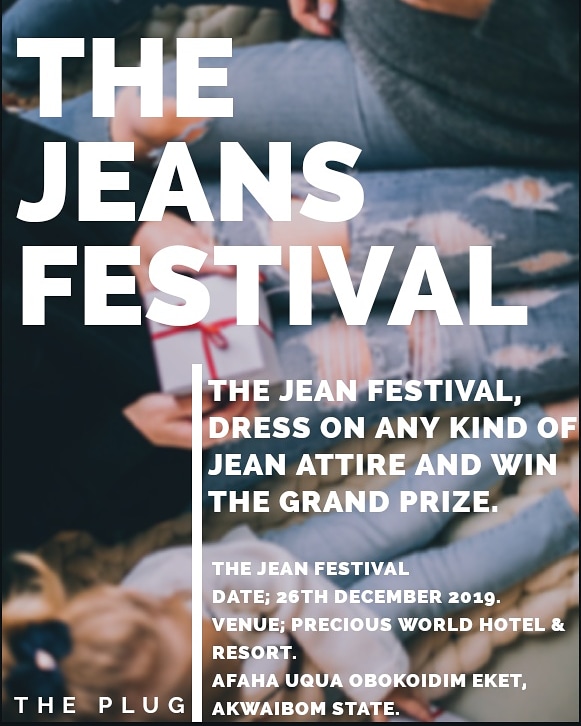 THE
JEANS
FESTIVAL
THE JEAN FESTIVAL,
DRESS ON ANY KIND OF
JEAN ATTIRE AND WIN
THE GRAND PRIZE.
THE JEAN FESTIVAL
DATE; 26TH DECEMBER 2019.
VENUE; PRECIOUS WORLD HOTEL &
RESORT.
AFAHA UQUA OBOKOIDIM EKET,
AKWAIBOM STATE.
THE PLUG